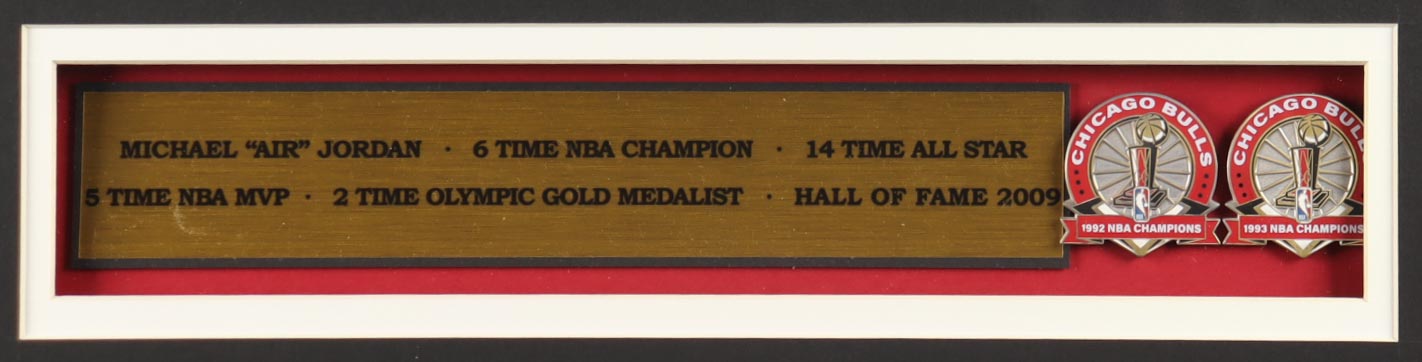 MICHAEL “AIR” JORDAN · 6 TIME NBA CHAMPION · 14 TIME ALL STAR
5 TIME NBA MVP · 2 TIME OLYMPIC GOLD MEDALIST · HALL OF FAME 2009
CHICAGO BULLS
1992 NBA CHAMPIONS
CHICAGO BULL
1993 NBA CHAMPIONS